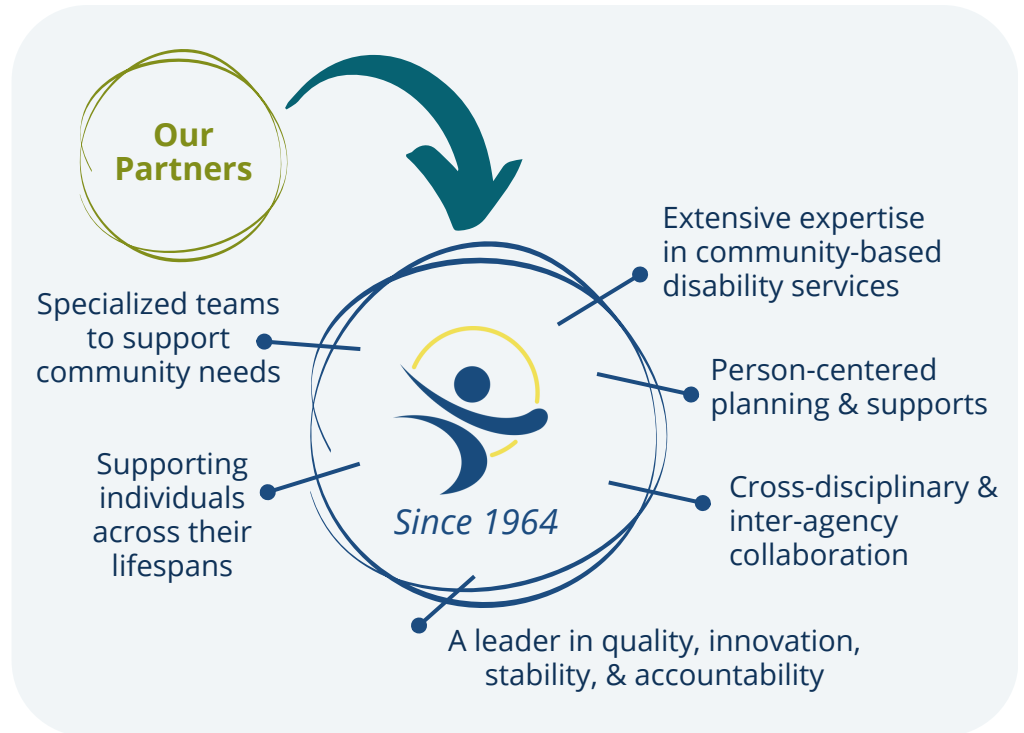 Our
Partners
Extensive expertise
in community-based
disability services
Specialized teams
to support
community needs
Person-centered
planning & supports
Supporting
individuals
across their
lifespans
Cross-disciplinary &
inter-agency
collaboration
Since 1964
A leader in quality, innovation,
stability, & accountability